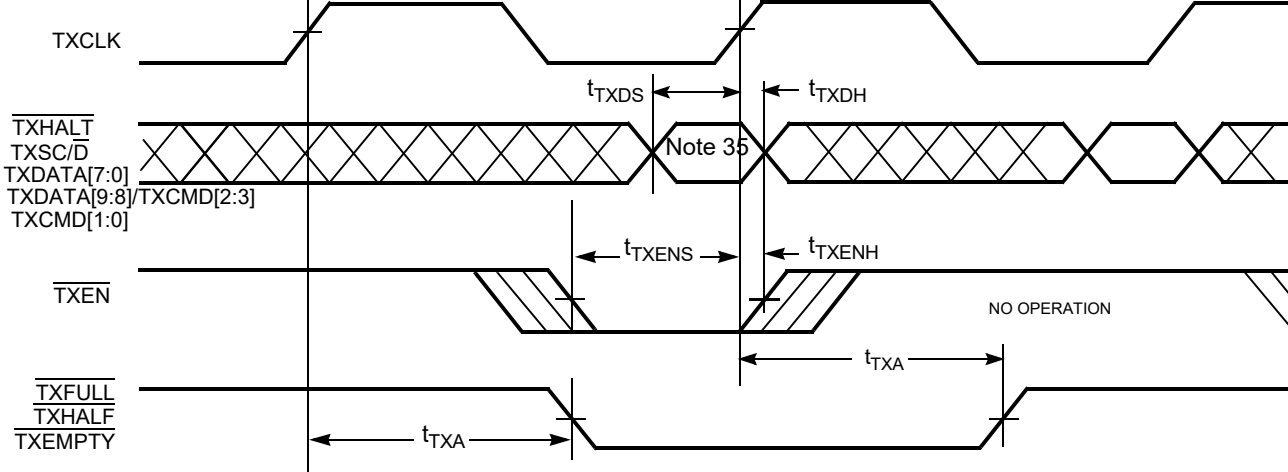 TXCLK
tTXDS
tTXDH
TXHALT
TXSC/D
TXDATA[7:0]
TXDATA[9:8]/TXCMD[2:3]
TXCMD[1:0]
Note 35
tTXENS
tTXENH
TXEN
NO OPERATION
tTXA
TXFULL
TXHALF
TXEMPTY
tTXA